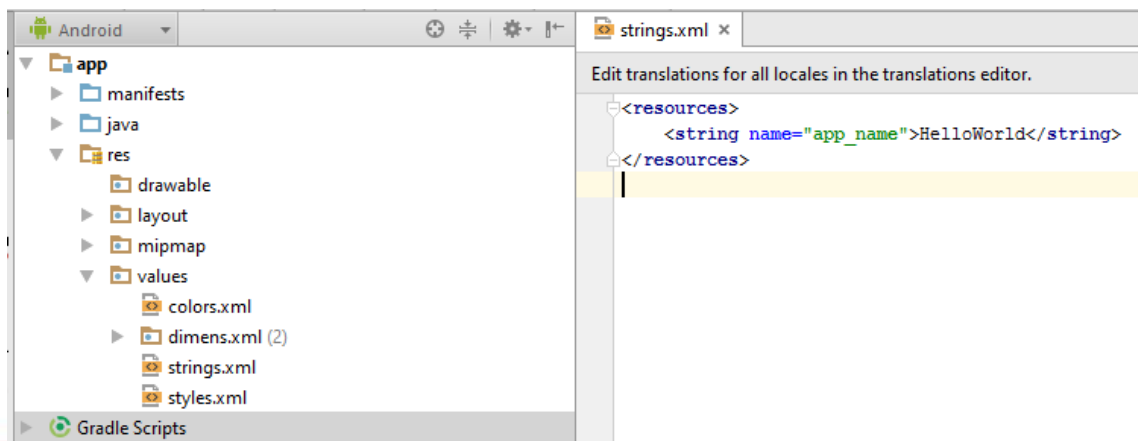 Android
app
manifests
java
res
drawable
layout
mipmap
values
colors.xml
dimens.xml (2)
strings.xml
styles.xml
Gradle Scripts
strings.xml
Edit translations for all locales in the translations editor.
<resources>
    <string name="app_name">HelloWorld</string>
</resources>